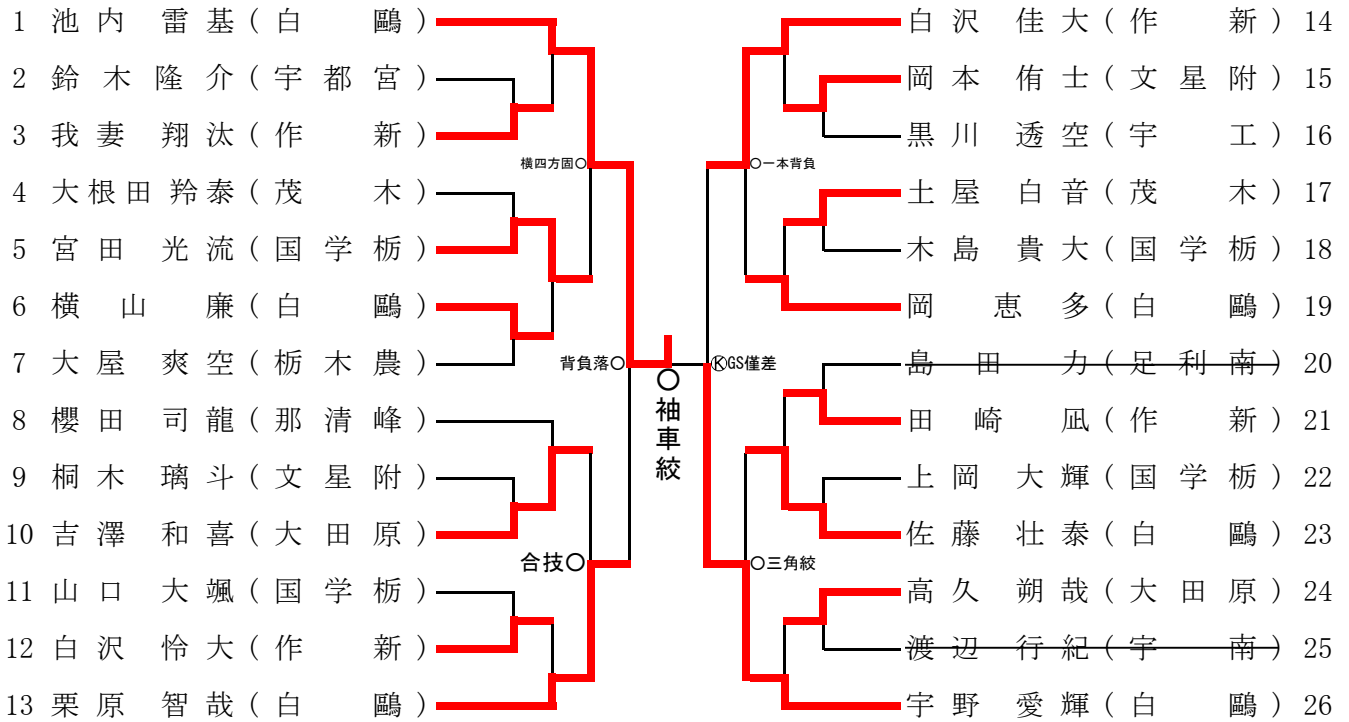 1 池内 雷基(白 鷗)
2 鈴木隆介(宇都宮)
3 我妻 翔汰(作 新)
4 大根田羚泰(茂 木)
5 宮田 光流(国学栃)
6 横山 廉(白 鷗)
7 大屋 爽空(栃木農)
8 櫻田 司龍(那清峰)
9 桐木 璃斗(文星附)
10 吉澤 和喜(大田原)
11 山口 大颯(国学栃)
12 白沢 怜大(作 新)
13 栗原 智哉(白 鷗)
横四方固○
背負落○
合技○
○袖車絞
○一本背負
ⓀGS僅差
○三角絞
白沢 佳大(作 新) 14
岡本 侑士(文星附) 15
黒川 透空(宇 工) 16
土屋 白音(茂 木) 17
木島 貴大(国学栃) 18
岡 恵多(白 鷗) 19
島田 力(足利南) 20
田崎 凪(作 新) 21
上岡 大輝(国学栃) 22
佐藤 壮泰(白 鷗) 23
高久 朔哉(大田原) 24
渡辺 行紀(宇 南) 25
宇野 愛輝(白 鷗) 26